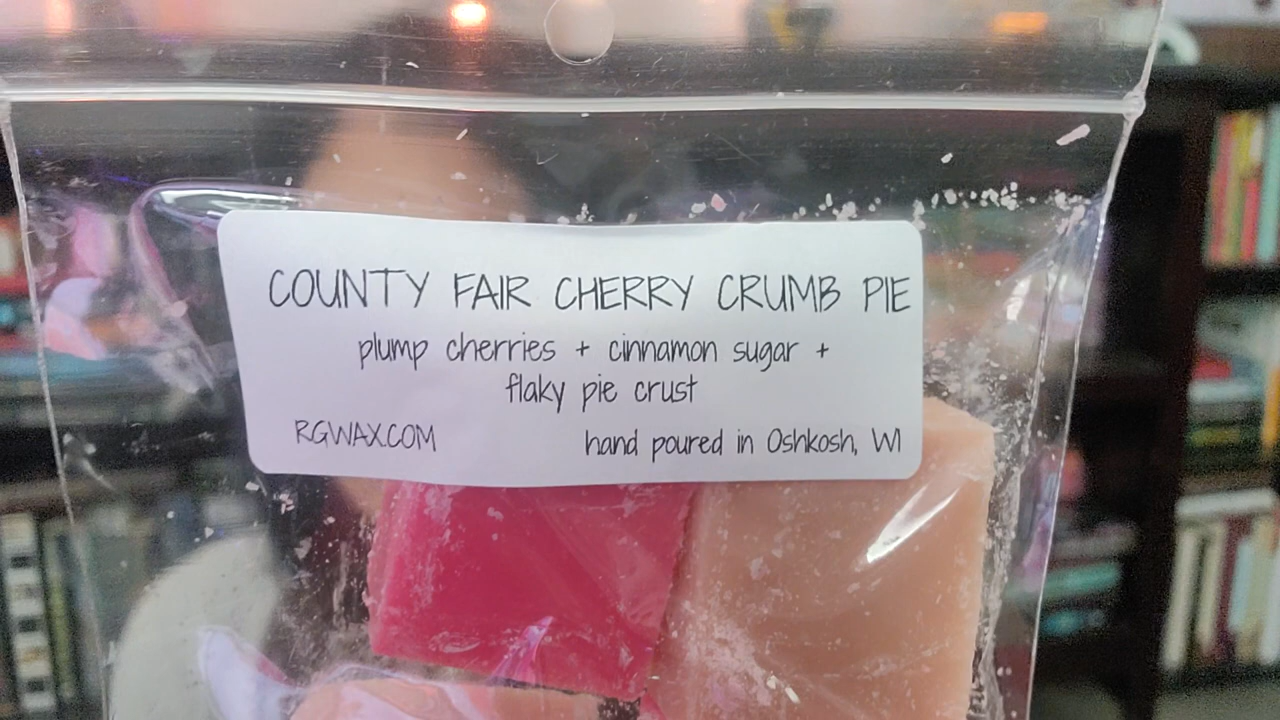 COUNTY FAIR CHERRY CRUMB PIE
plump cherries + cinnamon sugar +
flaky pie crust
RGWAX.COM
hand poured in Oshkosh, WI